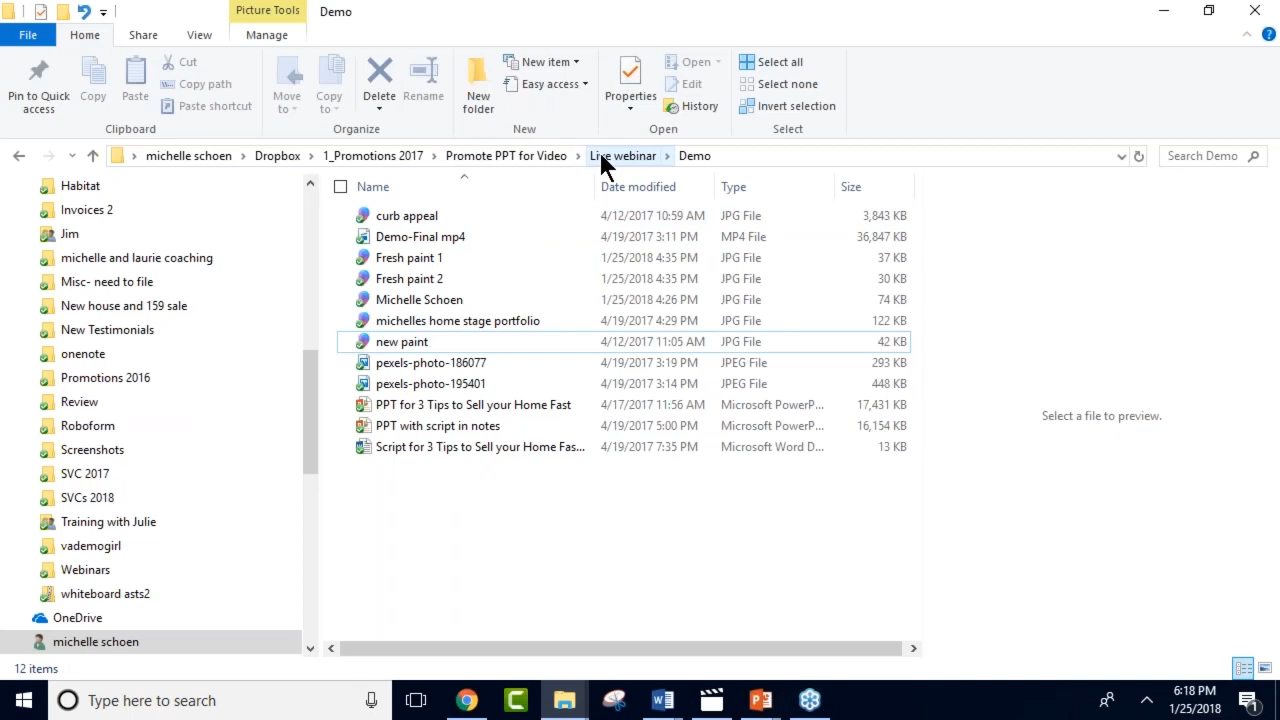 Picture Tools
Demo
File Home Share View Manage
Pin to Quick access
Copy
Paste
Cut
Copy path
Paste shortcut
Clipboard
Move to
Copy to
Delete
Rename
Organize
New folder
New item
Easy access
New
Properties
Open
Edit
History
Open
Select all
Select none
Invert selection
Select
michelle schoen > Dropbox > 1_Promotions 2017 > Promote PPT for Video > Live webinar > Demo
Search Demo
Habitat
Invoices 2
Jim
michelle and laurie coaching
Misc- need to file
New house and 159 sale
New Testimonials
onenote
Promotions 2016
Review
Roboform
Screenshots
SVC 2017
SVCs 2018
Training with Julie
vademogirl
Webinars
whiteboard asts2
OneDrive
michelle schoen
Name Date modified Type Size
curb appeal 4/12/2017 10:59 AM JPG File 3,843 KB
Demo-Final mp4 4/19/2017 3:11 PM MP4 File 36,847 KB
Fresh paint 1 1/25/2018 4:35 PM JPG File 37 KB
Fresh paint 2 1/25/2018 4:35 PM JPG File 30 KB
Michelle Schoen 1/25/2018 4:26 PM JPG File 74 KB
michelles home stage portfolio 4/19/2017 4:29 PM JPG File 122 KB
new paint 4/12/2017 11:05 AM JPG File 42 KB
pexels-photo-186077 4/19/2017 3:19 PM JPEG File 293 KB
pexels-photo-195401 4/19/2017 3:14 PM JPEG File 448 KB
PPT for 3 Tips to Sell your Home Fast 4/17/2017 11:56 AM Microsoft PowerP... 17,431 KB
PPT with script in notes 4/19/2017 5:00 PM Microsoft PowerP... 16,154 KB
Script for 3 Tips to Sell your Home Fas... 4/19/2017 7:35 PM Microsoft Word D... 13 KB
Select a file to preview.
12 items
Type here to search
6:18 PM
1/25/2018
1